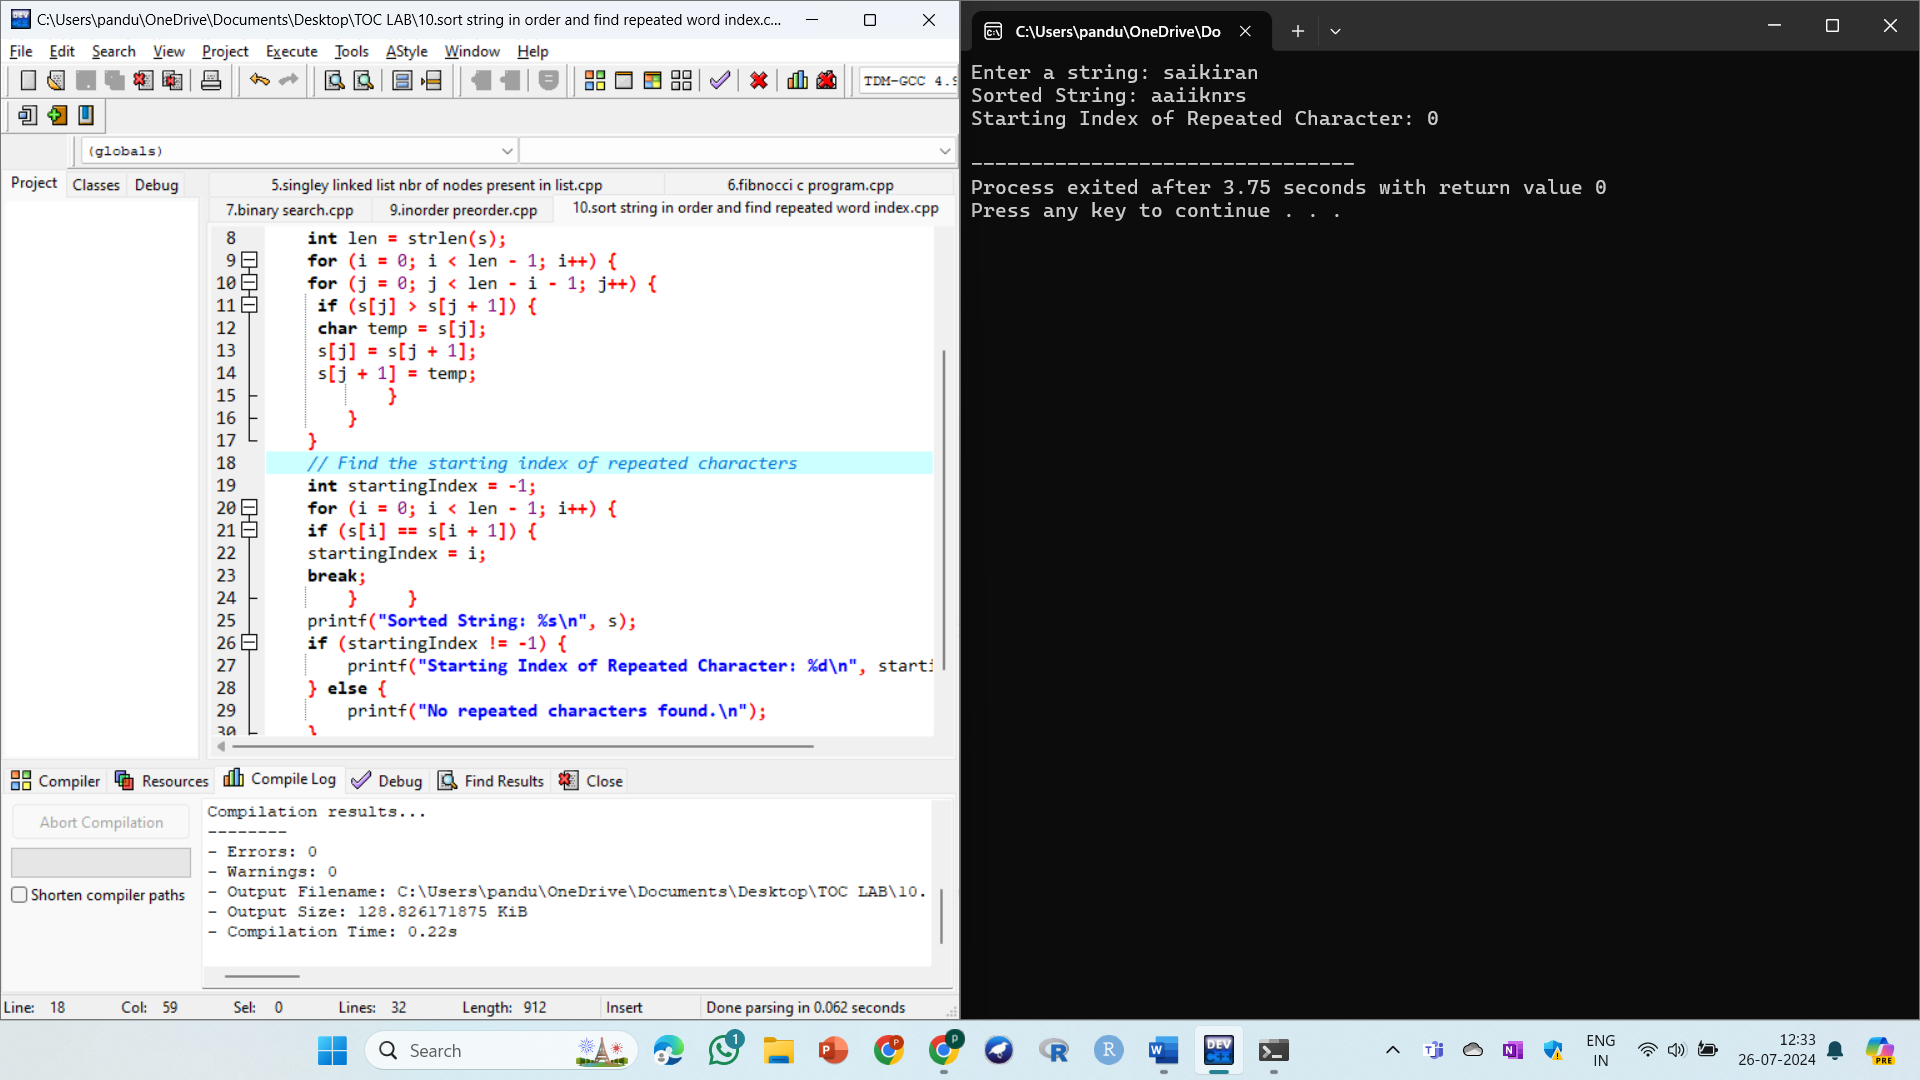 C:\Users\pandu\OneDrive\Documents\Desktop\TOC LAB\10.sort string in order and find repeated word index.c...
File Edit Search View Project Execute Tools AStyle Window Help
TDM-GCC 4.9
(globals)
Project Classes Debug
5.singley linked list nbr of nodes present in list.cpp 6.fibnocci c program.cpp
7.binary search.cpp 9.inorder preorder.cpp 10.sort string in order and find repeated word index.cpp
8 int len = strlen(s);
9 for (i = 0; i < len - 1; i++) {
10 for (j = 0; j < len - i - 1; j++) {
11 if (s[j] > s[j + 1]) {
12 char temp = s[j];
13 s[j] = s[j + 1];
14 s[j + 1] = temp;
15 }
16 }
17 }
18 // Find the starting index of repeated characters
19 int startingIndex = -1;
20 for (i = 0; i < len - 1; i++) {
21 if (s[i] == s[i + 1]) {
22 startingIndex = i;
23 break;
24 } }
25 printf("Sorted String: %s\n", s);
26 if (startingIndex != -1) {
27 printf("Starting Index of Repeated Character: %d\n", starti
28 } else {
29 printf("No repeated characters found.\n");
30 }
Compiler Resources Compile Log Debug Find Results Close
Abort Compilation
Shorten compiler paths
Compilation results...
--------
- Errors: 0
- Warnings: 0
- Output Filename: C:\Users\pandu\OneDrive\Documents\Desktop\TOC LAB\10.
- Output Size: 128.826171875 KiB
- Compilation Time: 0.22s
Line: 18 Col: 59 Sel: 0 Lines: 32 Length: 912 Insert Done parsing in 0.062 seconds
C:\Users\pandu\OneDrive\Do
Enter a string: saikiran
Sorted String: aaiiknrs
Starting Index of Repeated Character: 0
--------------------------------
Process exited after 3.75 seconds with return value 0
Press any key to continue . . .
Search
1
ENG
IN
12:33
26-07-2024
PRE